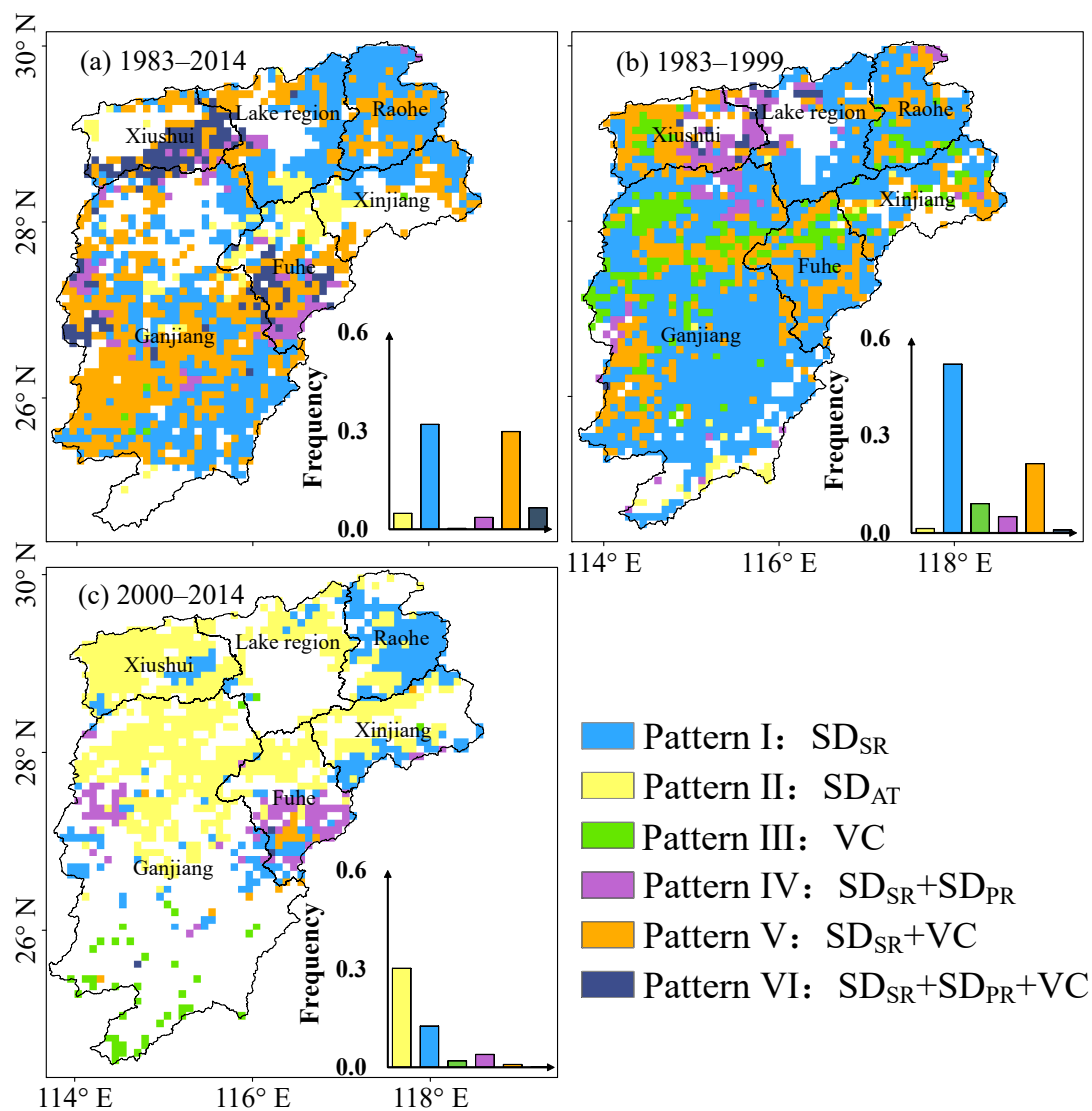 (a) 1983–2014
30° N
28° N
26° N
Xiushui
Lake region
Raohe
Xinjiang
Fuhe
Ganjiang
0.6
0.3
0.0
Frequency
(b) 1983–1999
Xiushui
Lake region
Raohe
Xinjiang
Fuhe
Ganjiang
0.6
0.3
0.0
Frequency
114° E
116° E
118° E
(c) 2000–2014
30° N
28° N
26° N
Xiushui
Lake region
Raohe
Xinjiang
Fuhe
Ganjiang
0.6
0.3
0.0
Frequency
114° E
116° E
118° E
Pattern I：SDSR
Pattern II：SDAT
Pattern III：VC
Pattern IV：SDSR+SDPR
Pattern V：SDSR+VC
Pattern VI：SDSR+SDPR+VC